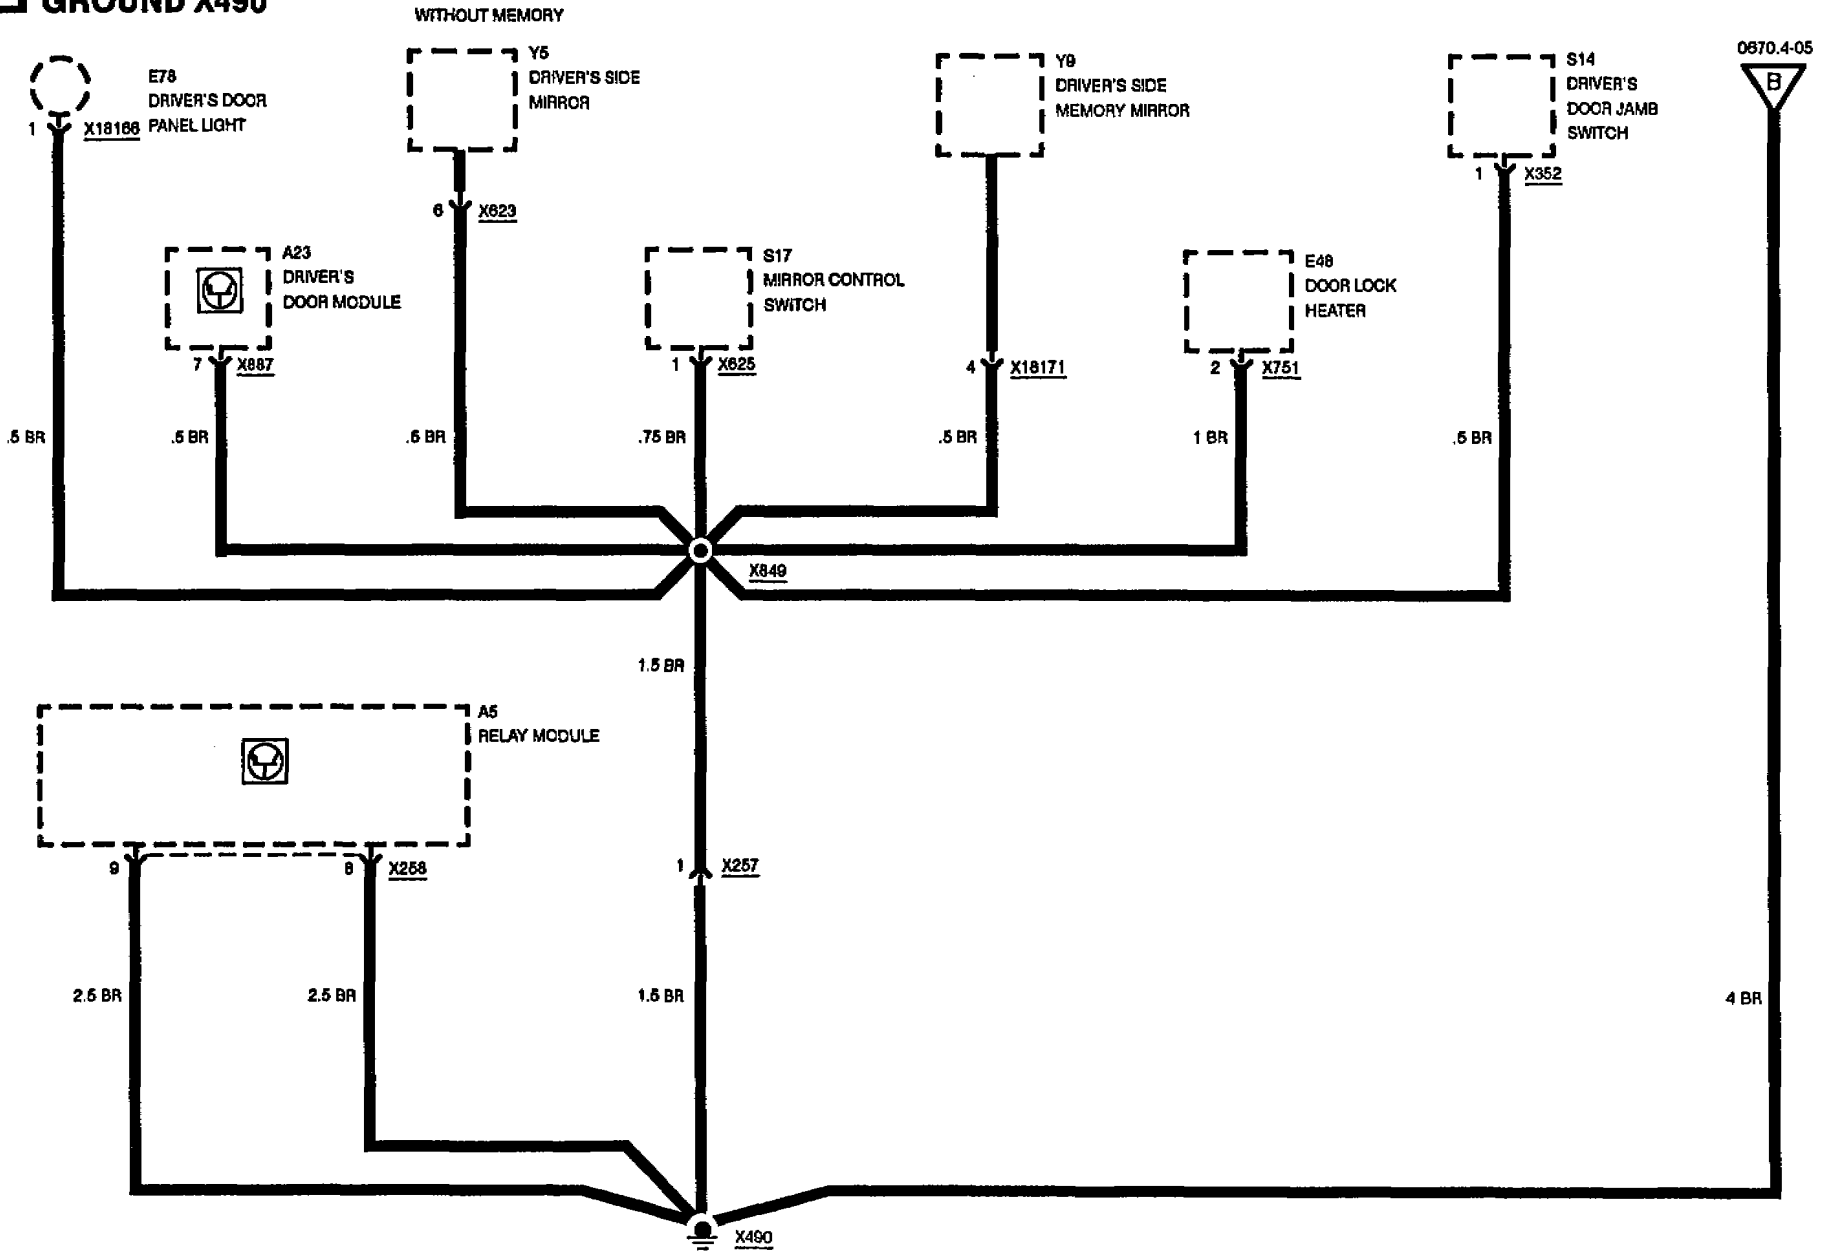 GROUND X490
WITHOUT MEMORY
0670.4-05
B
E78
DRIVER'S DOOR
PANEL LIGHT
1
X18166
Y5
DRIVER'S SIDE
MIRROR
6
X623
Y9
DRIVER'S SIDE
MEMORY MIRROR
S14
DRIVER'S
DOOR JAMB
SWITCH
1
X352
A23
DRIVER'S
DOOR MODULE
7
X887
S17
MIRROR CONTROL
SWITCH
1
X625
4
X18171
E48
DOOR LOCK
HEATER
2
X751
.5 BR
.5 BR
.5 BR
.75 BR
.5 BR
1 BR
.5 BR
X849
1.5 BR
A5
RELAY MODULE
9
8
X258
1
X257
2.5 BR
2.5 BR
1.5 BR
4 BR
X490